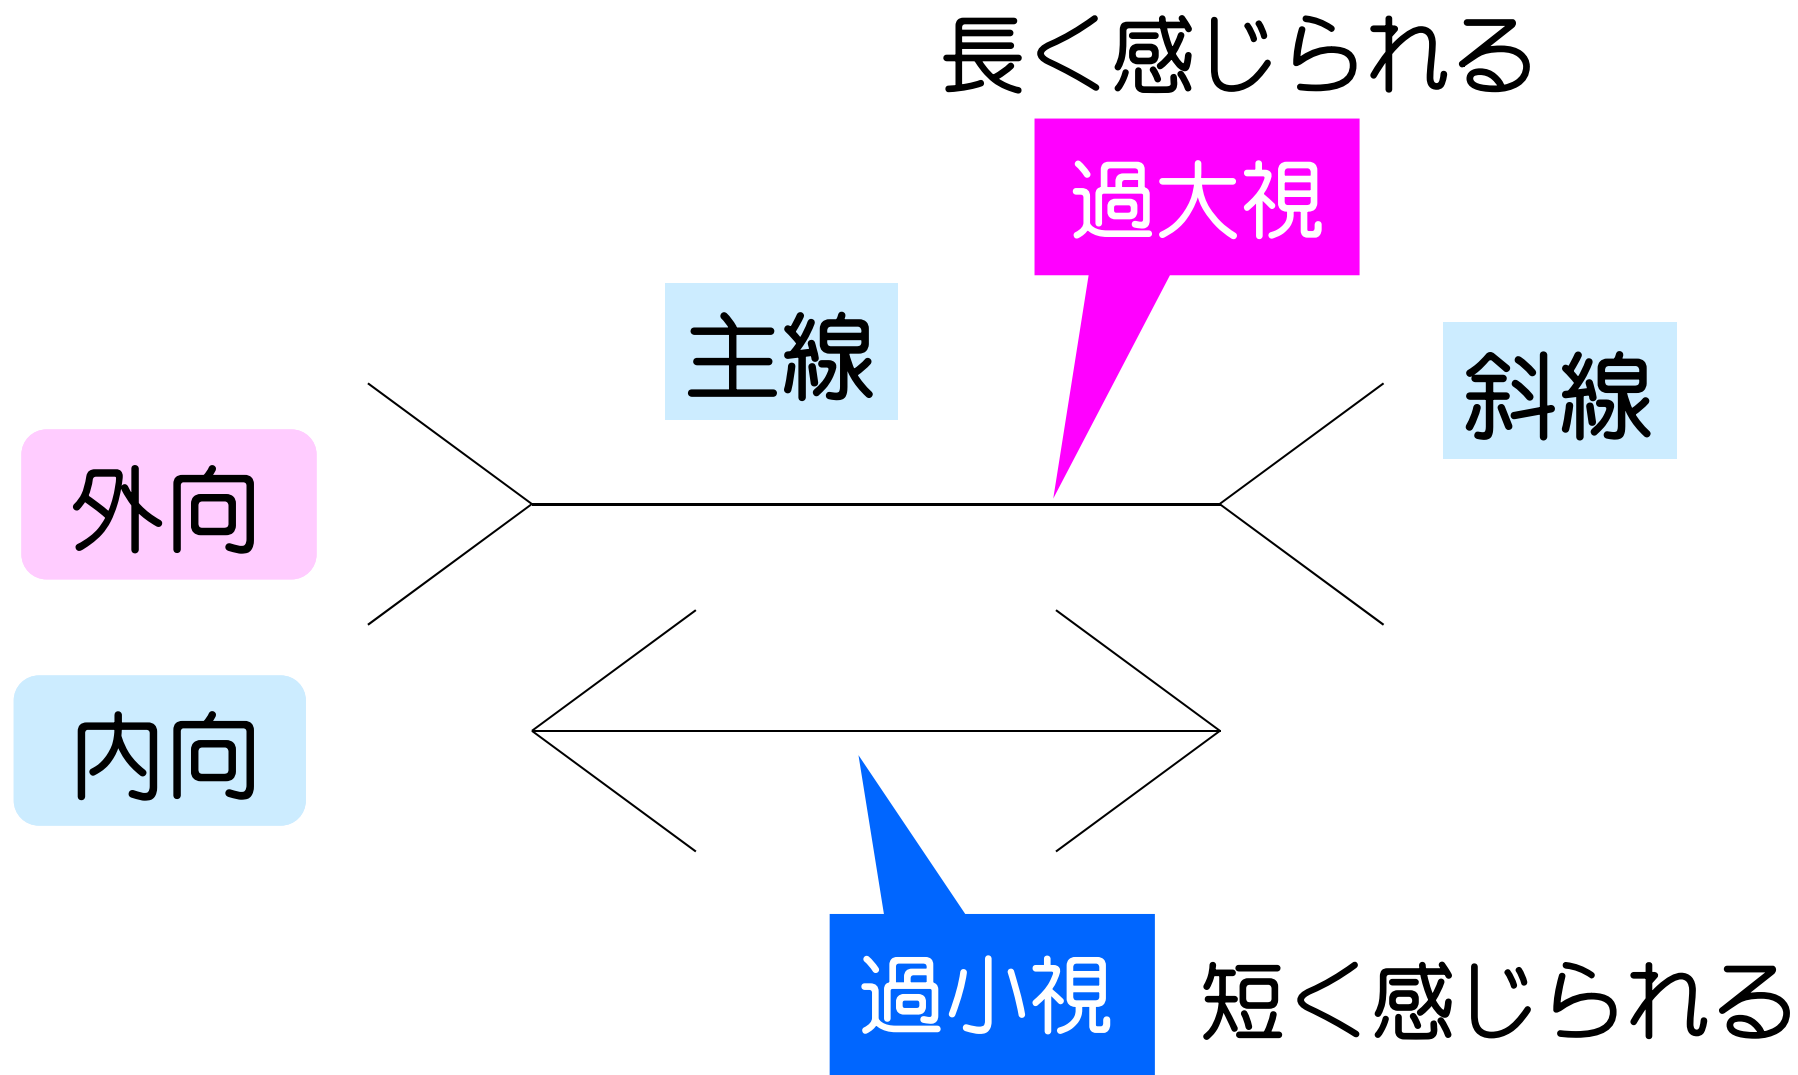 長く感じられる
過大視
主線
斜線
外向
内向
過小視
短く感じられる